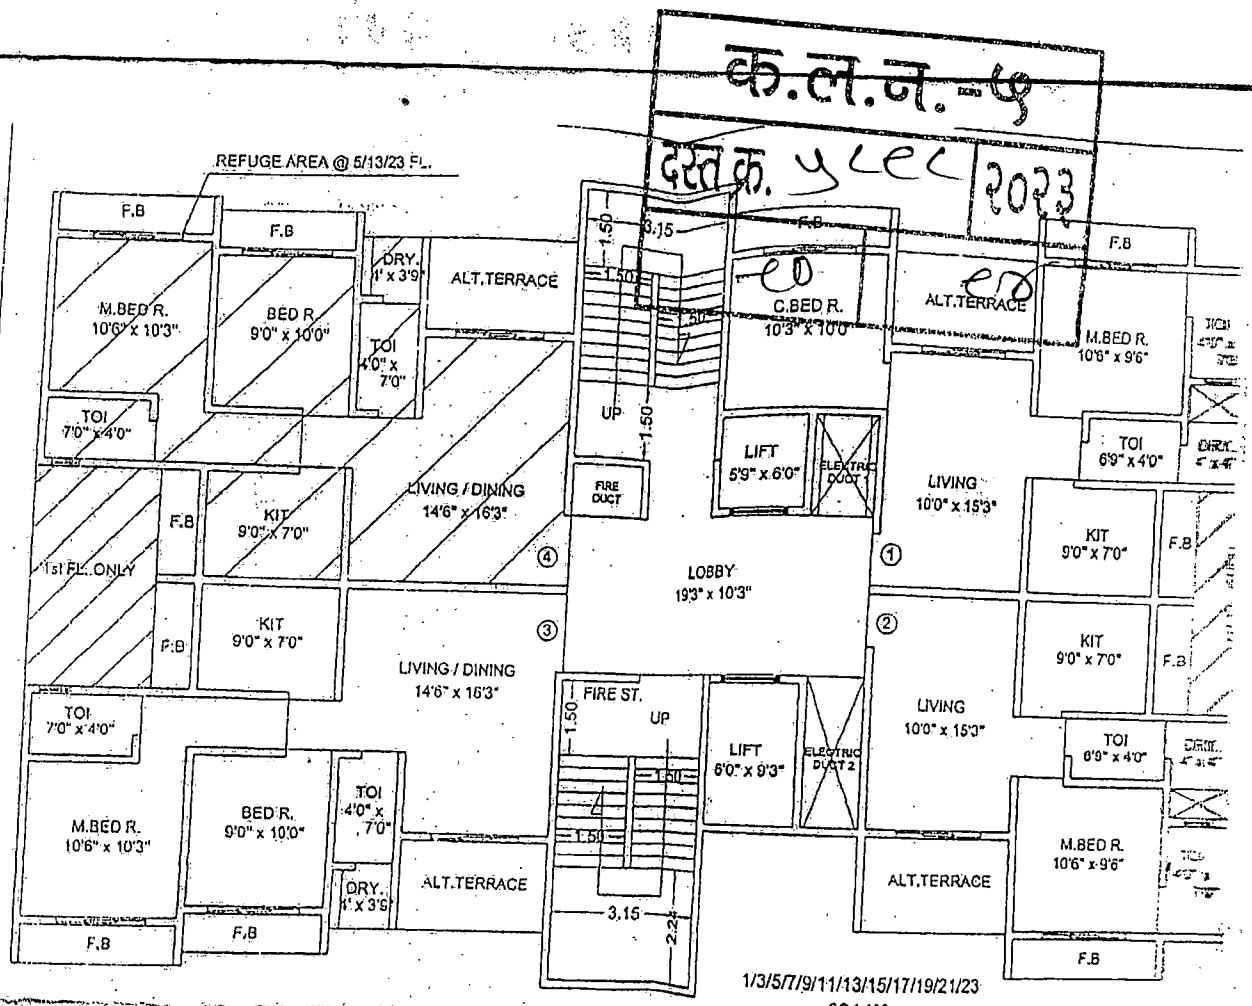 क.ल.न. - ५
दस्त क.
२०२३
REFUGE AREA @ 5/13/23 FL.
F.B
F.B
F.B
F.B
DRY.
4' x 3'9"
ALT.TERRACE
1.50
3.15
1.50
C.BED R.
10'3" x 10'0"
ALT.TERRACE
M.BED R.
10'6" x 10'3"
BED R.
9'0" x 10'0"
TOI
4'0" x
7'0"
M.BED R.
10'6" x 9'6"
TOI
7'0" x 4'0"
UP
1.50
LIFT
5'9" x 6'0"
ELECTRIC
DUCT 1
TOI
6'9" x 4'0"
LIVING / DINING
14'6" x 16'3"
FIRE
DUCT
LIVING
10'0" x 15'3"
F.B
KIT
9'0" x 7'0"
KIT
9'0" x 7'0"
F.B
1st FL. ONLY
4
1
LOBBY
19'3" x 10'3"
3
2
F.B
KIT
9'0" x 7'0"
KIT
9'0" x 7'0"
F.B
LIVING / DINING
14'6" x 16'3"
1.50
FIRE ST.
UP
LIVING
10'0" x 15'3"
TOI
7'0" x 4'0"
LIFT
6'0" x 9'3"
ELECTRIC
DUCT 2
TOI
6'9" x 4'0"
M.BED R.
10'6" x 10'3"
BED R.
9'0" x 10'0"
TOI
4'0" x
7'0"
1.50
1.50
M.BED R.
10'6" x 9'6"
DRY.
4' x 3'9"
ALT.TERRACE
3.15
2.24
ALT.TERRACE
F.B
F.B
F.B
1/3/5/7/9/11/13/15/17/19/21/23